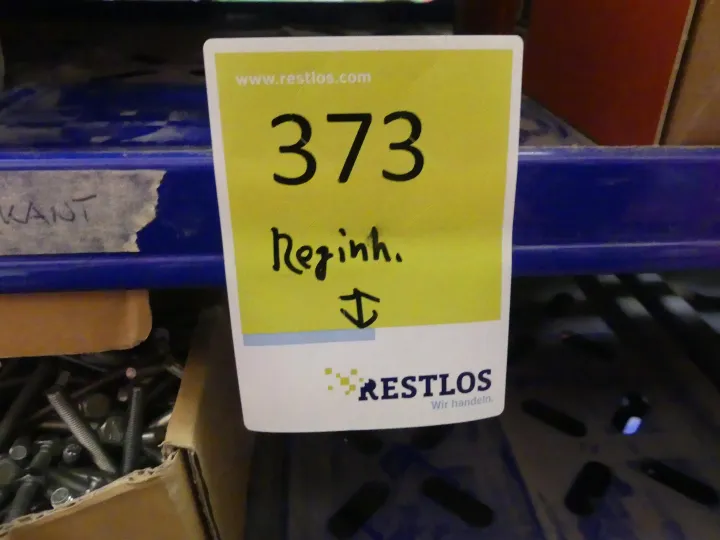 www.restlos.com
373
KANT
Reginh.
RESTLOS
Wir handeln.